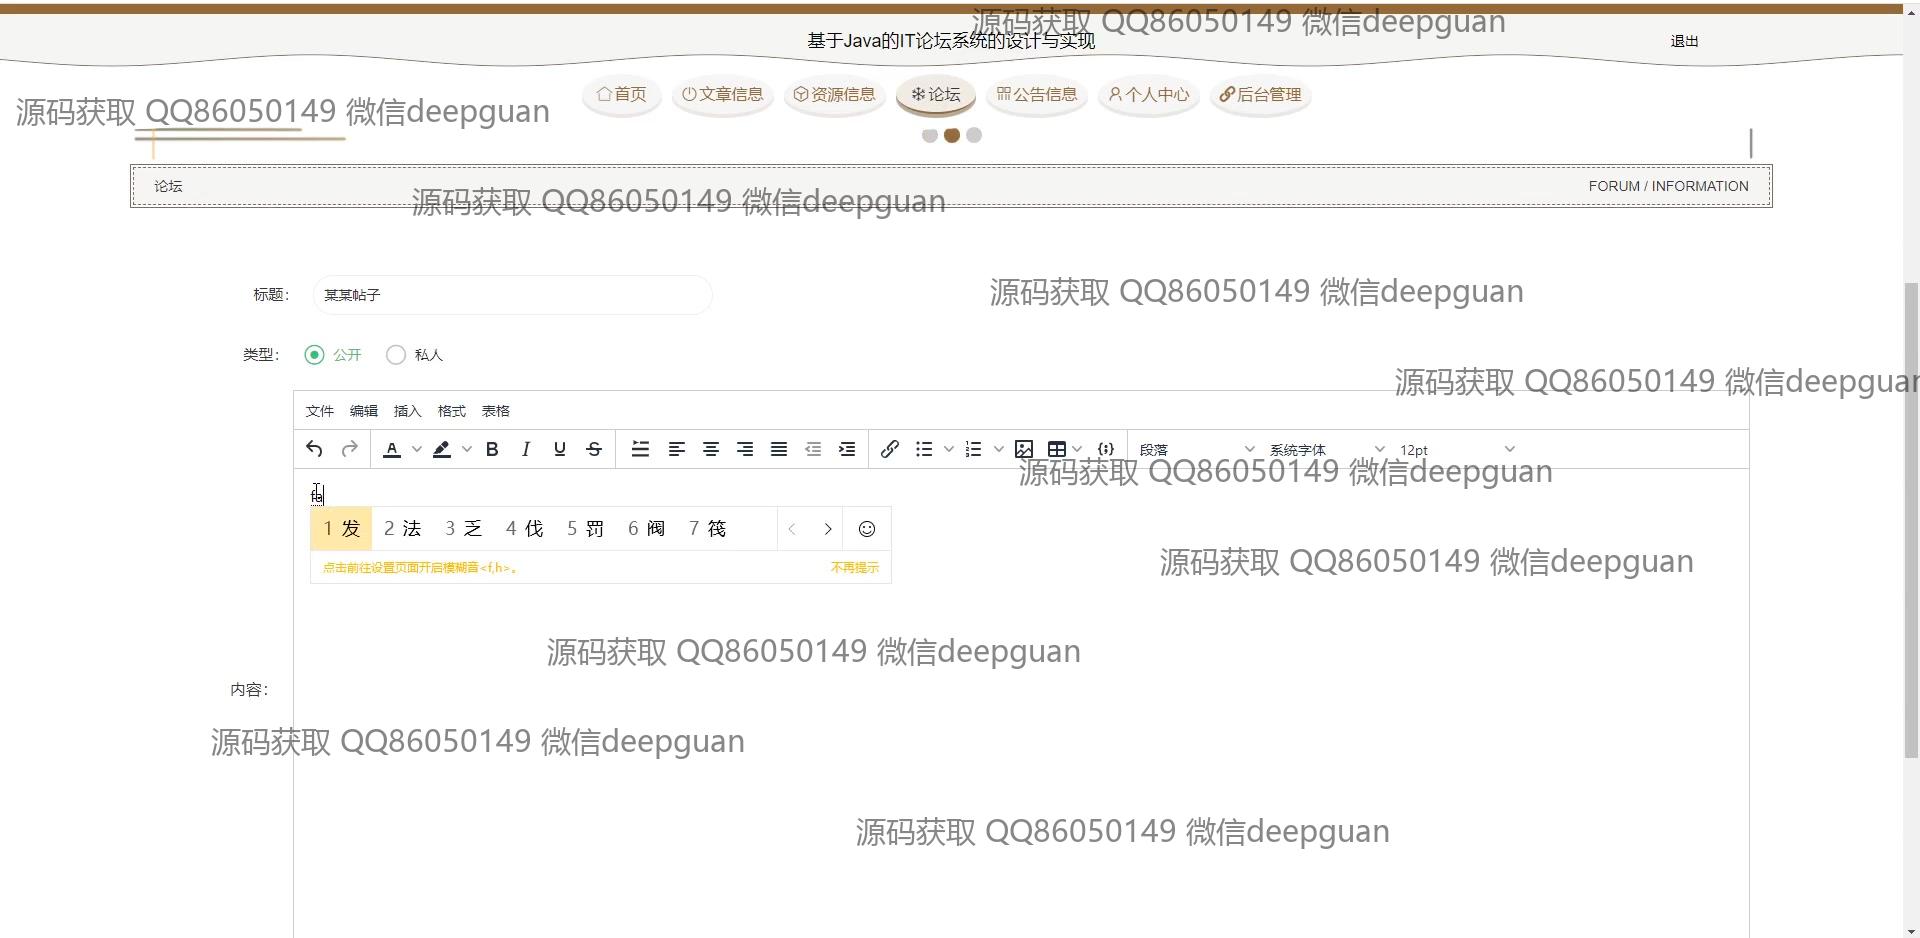 源码获取 QQ86050149 微信deepguan
基于Java的IT论坛系统的设计与实现
退出
首页 文章信息 资源信息 论坛 公告信息 个人中心 后台管理
源码获取 QQ86050149 微信deepguan
论坛
FORUM / INFORMATION
源码获取 QQ86050149 微信deepguan
标题： 某某帖子
源码获取 QQ86050149 微信deepguan
类型： 公开 私人
源码获取 QQ86050149 微信deepguan
文件 编辑 插入 格式 表格
段落 系统字体 12pt
源码获取 QQ86050149 微信deepguan
fa
1 发 2 法 3 乏 4 伐 5 罚 6 阀 7 筏
点击前往设置页面开启模糊音<f,h>。 不再提示
源码获取 QQ86050149 微信deepguan
源码获取 QQ86050149 微信deepguan
内容：
源码获取 QQ86050149 微信deepguan
源码获取 QQ86050149 微信deepguan